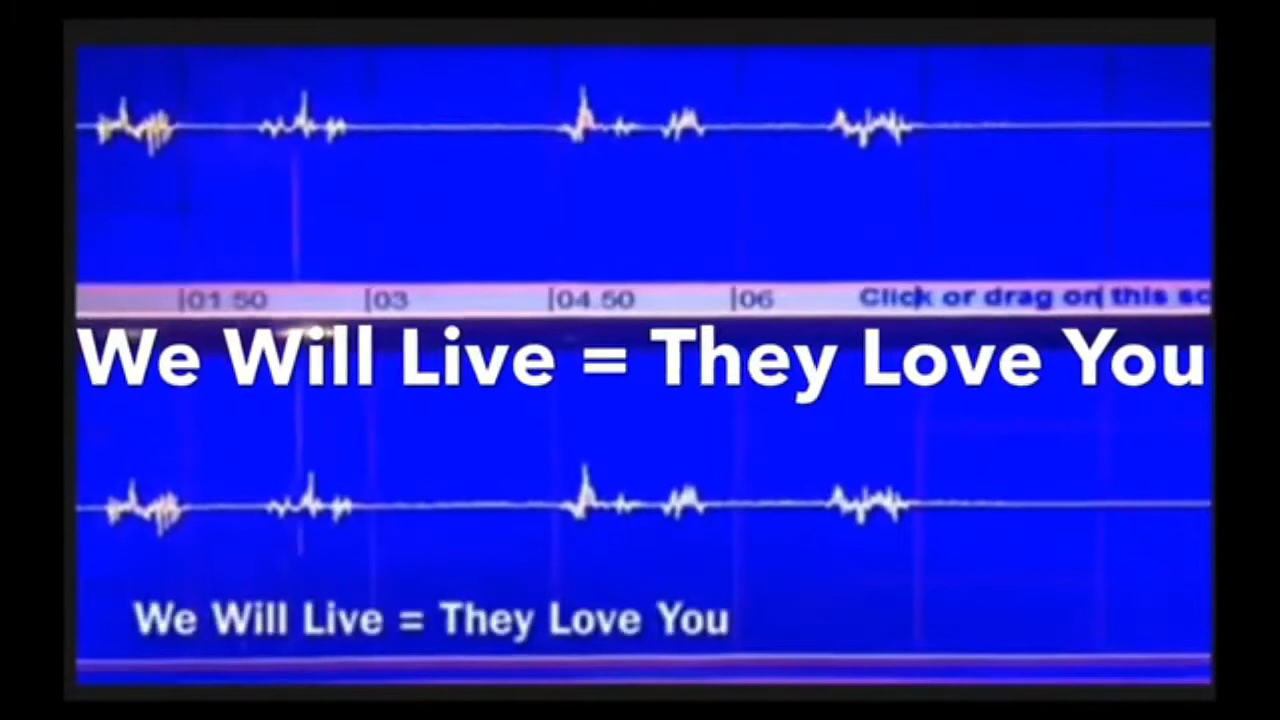 |01.50 |03 |04.50 |06 Click or drag on this sc
We Will Live = They Love You
We Will Live = They Love You